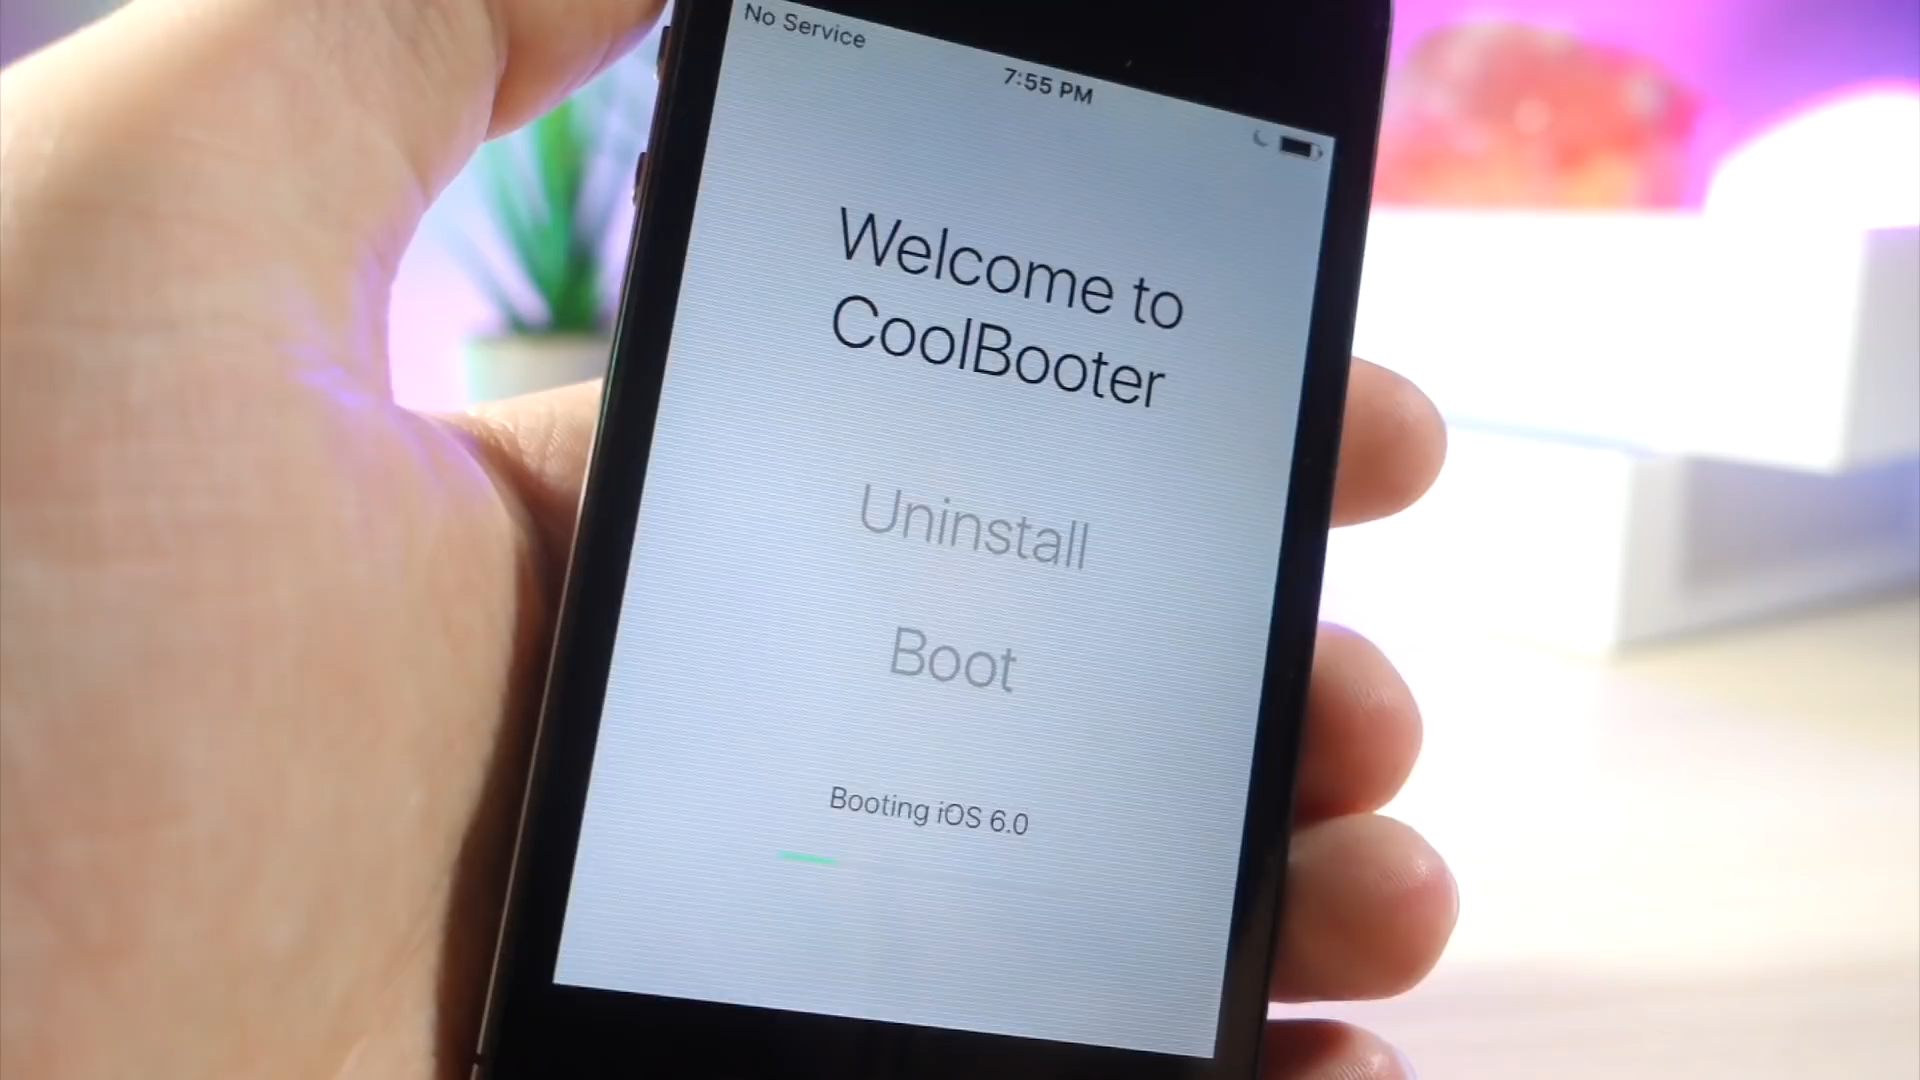 No Service
7:55 PM
Welcome to
CoolBooter
Uninstall
Boot
Booting iOS 6.0